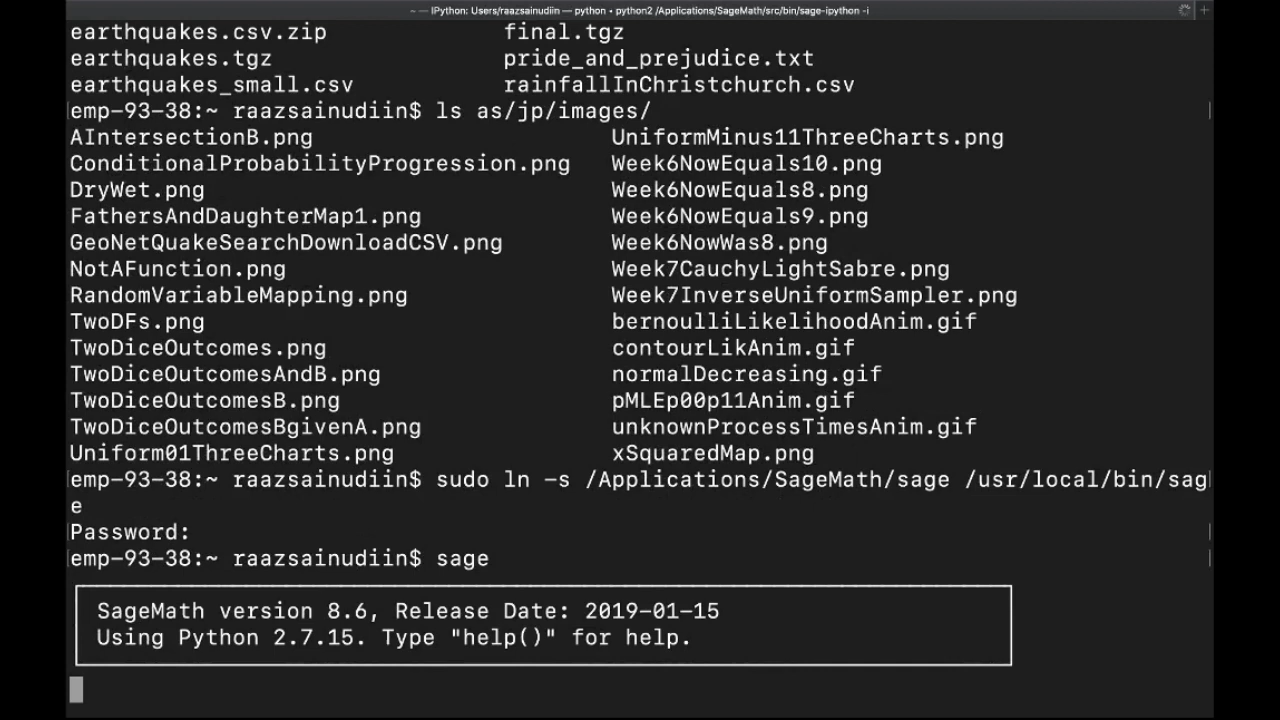 ~ — IPython: Users/raazsainudiin — python • python2 /Applications/SageMath/src/bin/sage-ipython -i
earthquakes.csv.zip final.tgz
earthquakes.tgz pride_and_prejudice.txt
earthquakes_small.csv rainfallInChristchurch.csv
emp-93-38:~ raazsainudiin$ ls as/jp/images/
AIntersectionB.png UniformMinus11ThreeCharts.png
ConditionalProbabilityProgression.png Week6NowEquals10.png
DryWet.png Week6NowEquals8.png
FathersAndDaughterMap1.png Week6NowEquals9.png
GeoNetQuakeSearchDownloadCSV.png Week6NowWas8.png
NotAFunction.png Week7CauchyLightSabre.png
RandomVariableMapping.png Week7InverseUniformSampler.png
TwoDFs.png bernoulliLikelihoodAnim.gif
TwoDiceOutcomes.png contourLikAnim.gif
TwoDiceOutcomesAndB.png normalDecreasing.gif
TwoDiceOutcomesB.png pMLEp00p11Anim.gif
TwoDiceOutcomesBgivenA.png unknownProcessTimesAnim.gif
Uniform01ThreeCharts.png xSquaredMap.png
emp-93-38:~ raazsainudiin$ sudo ln -s /Applications/SageMath/sage /usr/local/bin/sag
e
Password:
emp-93-38:~ raazsainudiin$ sage
SageMath version 8.6, Release Date: 2019-01-15
Using Python 2.7.15. Type "help()" for help.